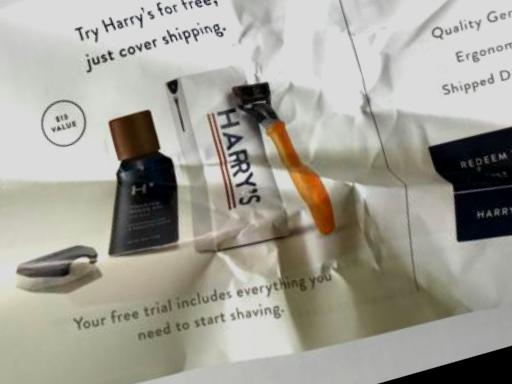 Try Harry's for free,
just cover shipping.
$13
VALUE
H'
HARRY'S
Your free trial includes everything you
need to start shaving.
Quality Ger
Ergonom
Shipped D
REDEEM
HARRY